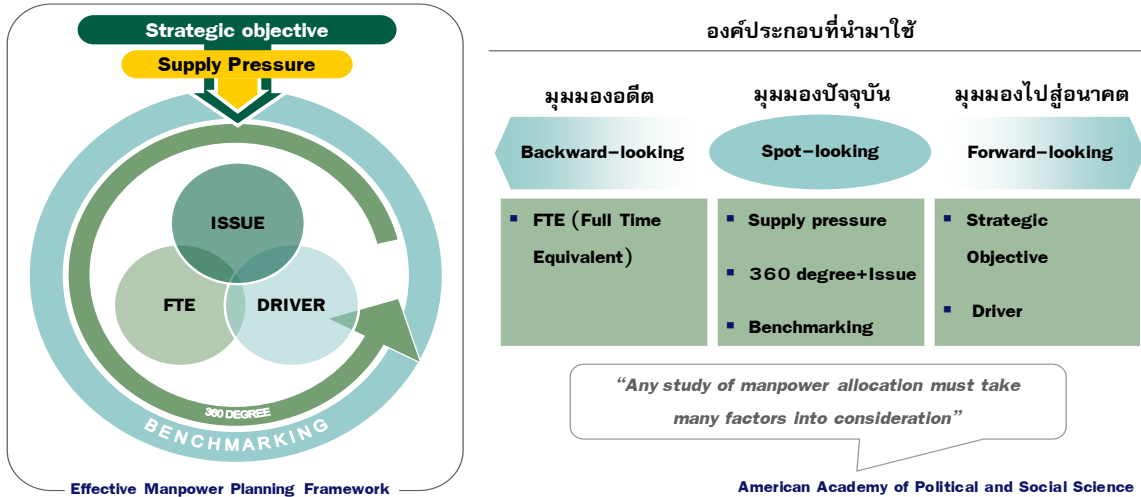 Strategic objective
Supply Pressure
ISSUE
FTE
DRIVER
360 DEGREE
BENCHMARKING
Effective Manpower Planning Framework
องค์ประกอบที่นำมาใช้
มุมมองอดีต
มุมมองปัจจุบัน
มุมมองไปสู่อนาคต
Backward-looking
Spot-looking
Forward-looking
▪ FTE (Full Time
Equivalent)
▪ Supply pressure
▪ 360 degree+Issue
▪ Benchmarking
▪ Strategic
Objective
▪ Driver
“Any study of manpower allocation must take
many factors into consideration”
American Academy of Political and Social Science